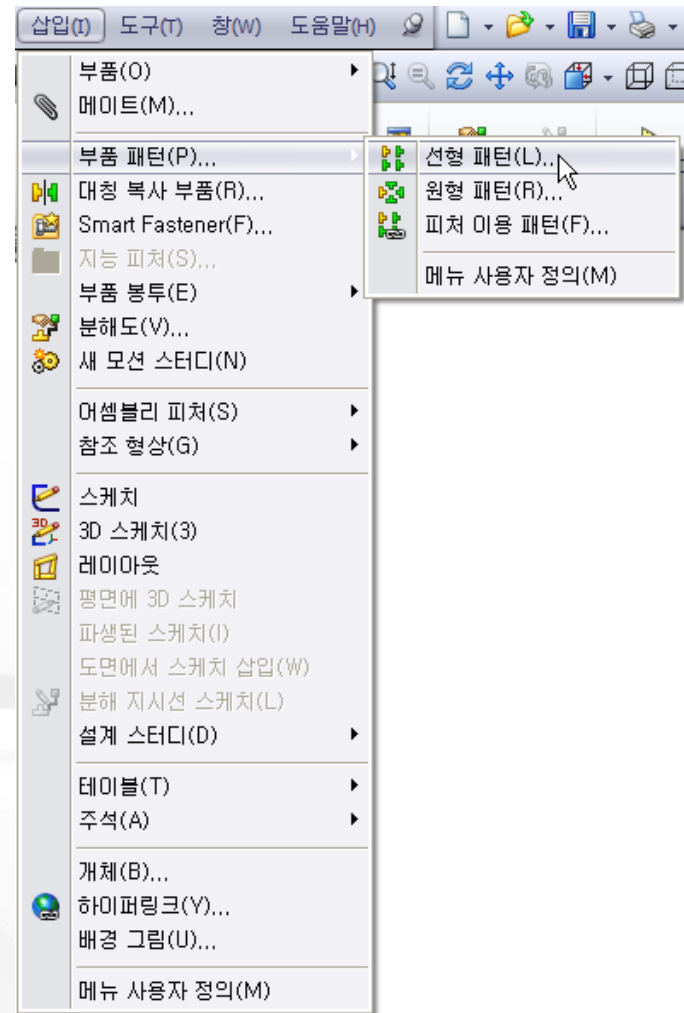 삽입(I) 도구(T) 창(W) 도움말(H)
부품(O)
메이트(M)...
부품 패턴(P)...
선형 패턴(L)...
원형 패턴(R)...
피처 이용 패턴(F)...
메뉴 사용자 정의(M)
대칭 복사 부품(R)...
Smart Fastener(F)...
지능 피처(S)...
부품 봉투(E)
분해도(V)...
새 모션 스터디(N)
어셈블리 피처(S)
참조 형상(G)
스케치
3D 스케치(3)
레이아웃
평면에 3D 스케치
파생된 스케치(I)
도면에서 스케치 삽입(W)
분해 지시선 스케치(L)
설계 스터디(D)
테이블(T)
주석(A)
개체(B)...
하이퍼링크(Y)...
배경 그림(U)...
메뉴 사용자 정의(M)